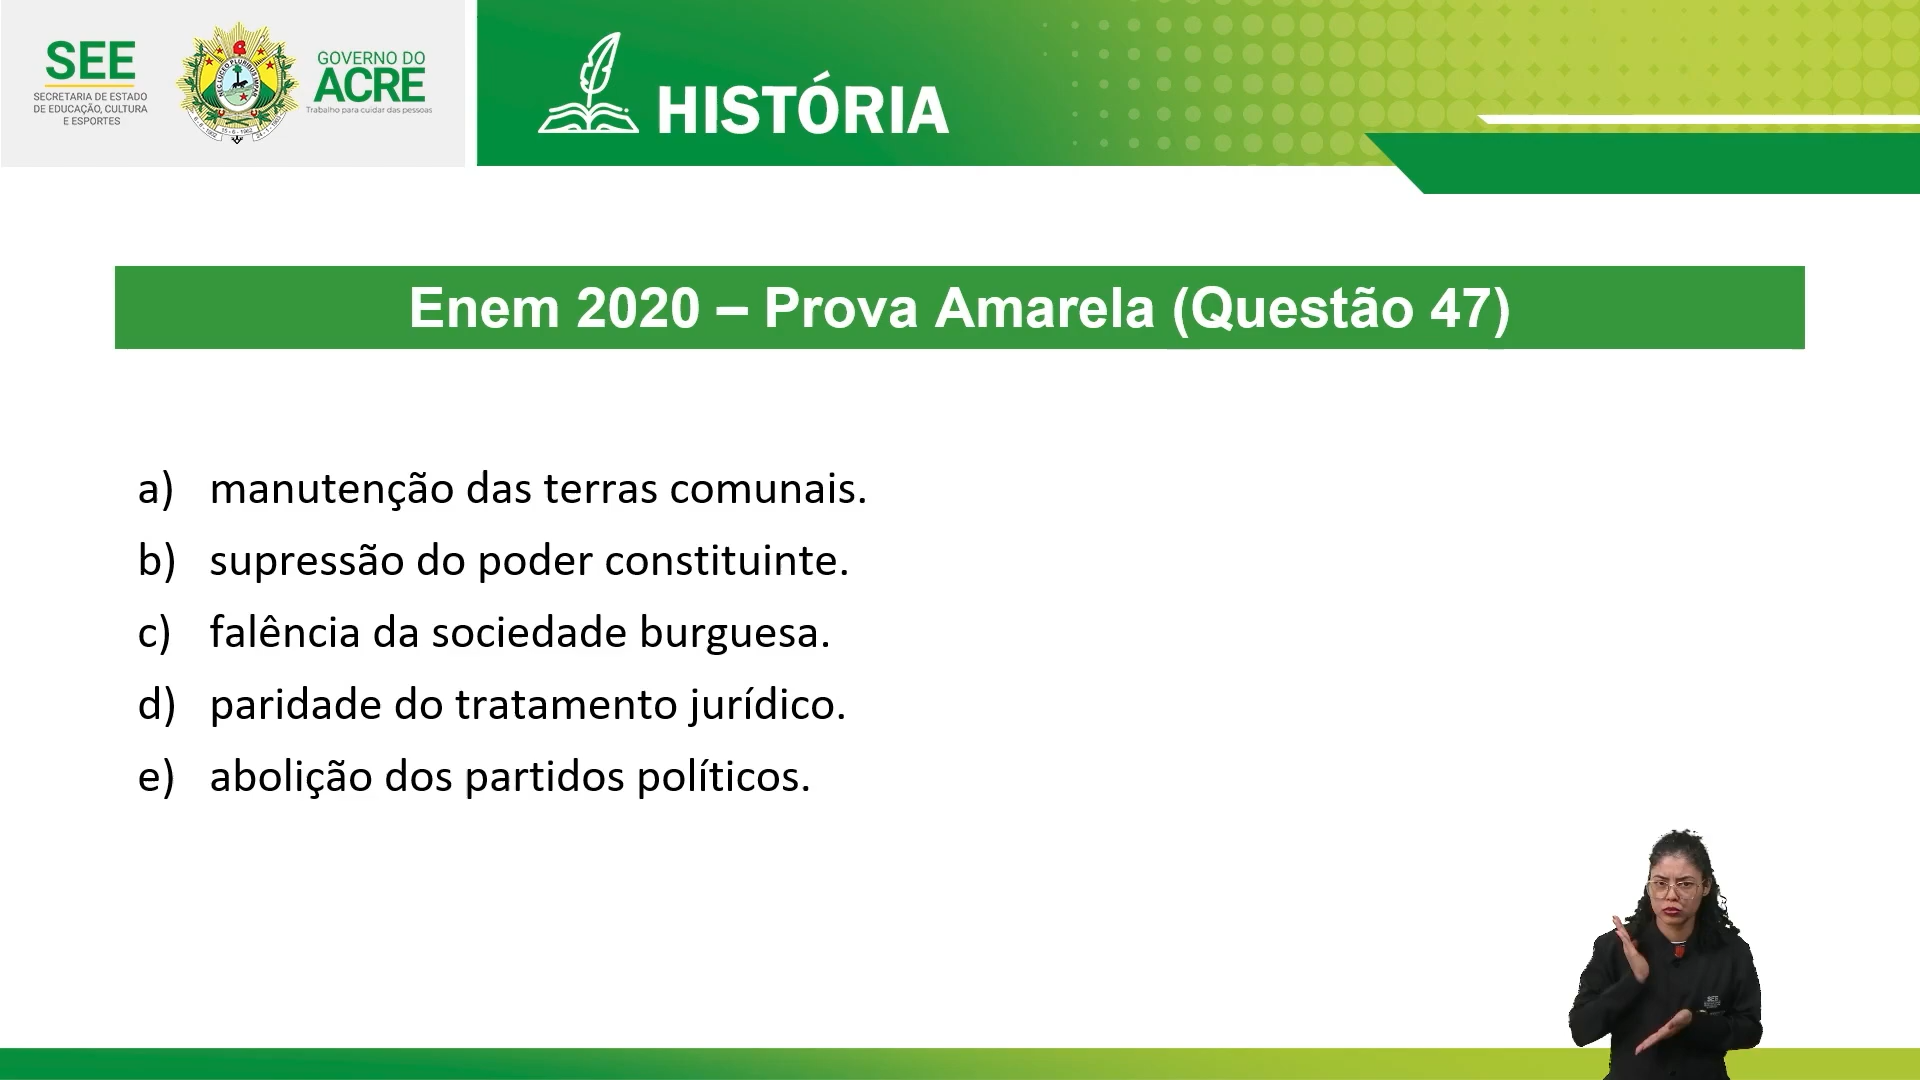 SEE
SECRETARIA DE ESTADO
DE EDUCAÇÃO, CULTURA
E ESPORTES
GOVERNO DO
ACRE
Trabalho para cuidar das pessoas
HISTÓRIA
Enem 2020 – Prova Amarela (Questão 47)
a) manutenção das terras comunais.
b) supressão do poder constituinte.
c) falência da sociedade burguesa.
d) paridade do tratamento jurídico.
e) abolição dos partidos políticos.
SEE